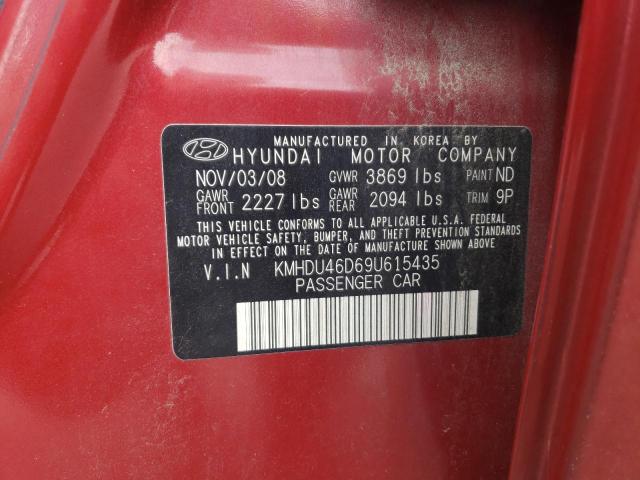 MANUFACTURED IN KOREA BY
HYUNDAI MOTOR COMPANY
NOV/03/08 GVWR 3869 lbs PAINT ND
GAWR FRONT 2227 lbs GAWR REAR 2094 lbs TRIM 9P
THIS VEHICLE CONFORMS TO ALL APPLICABLE U.S.A. FEDERAL
MOTOR VEHICLE SAFETY, BUMPER, AND THEFT PREVENTION STANDARDS
IN EFFECT ON THE DATE OF MANUFACTURE SHOWN ABOVE.
V.I.N KMHDU46D69U615435
PASSENGER CAR